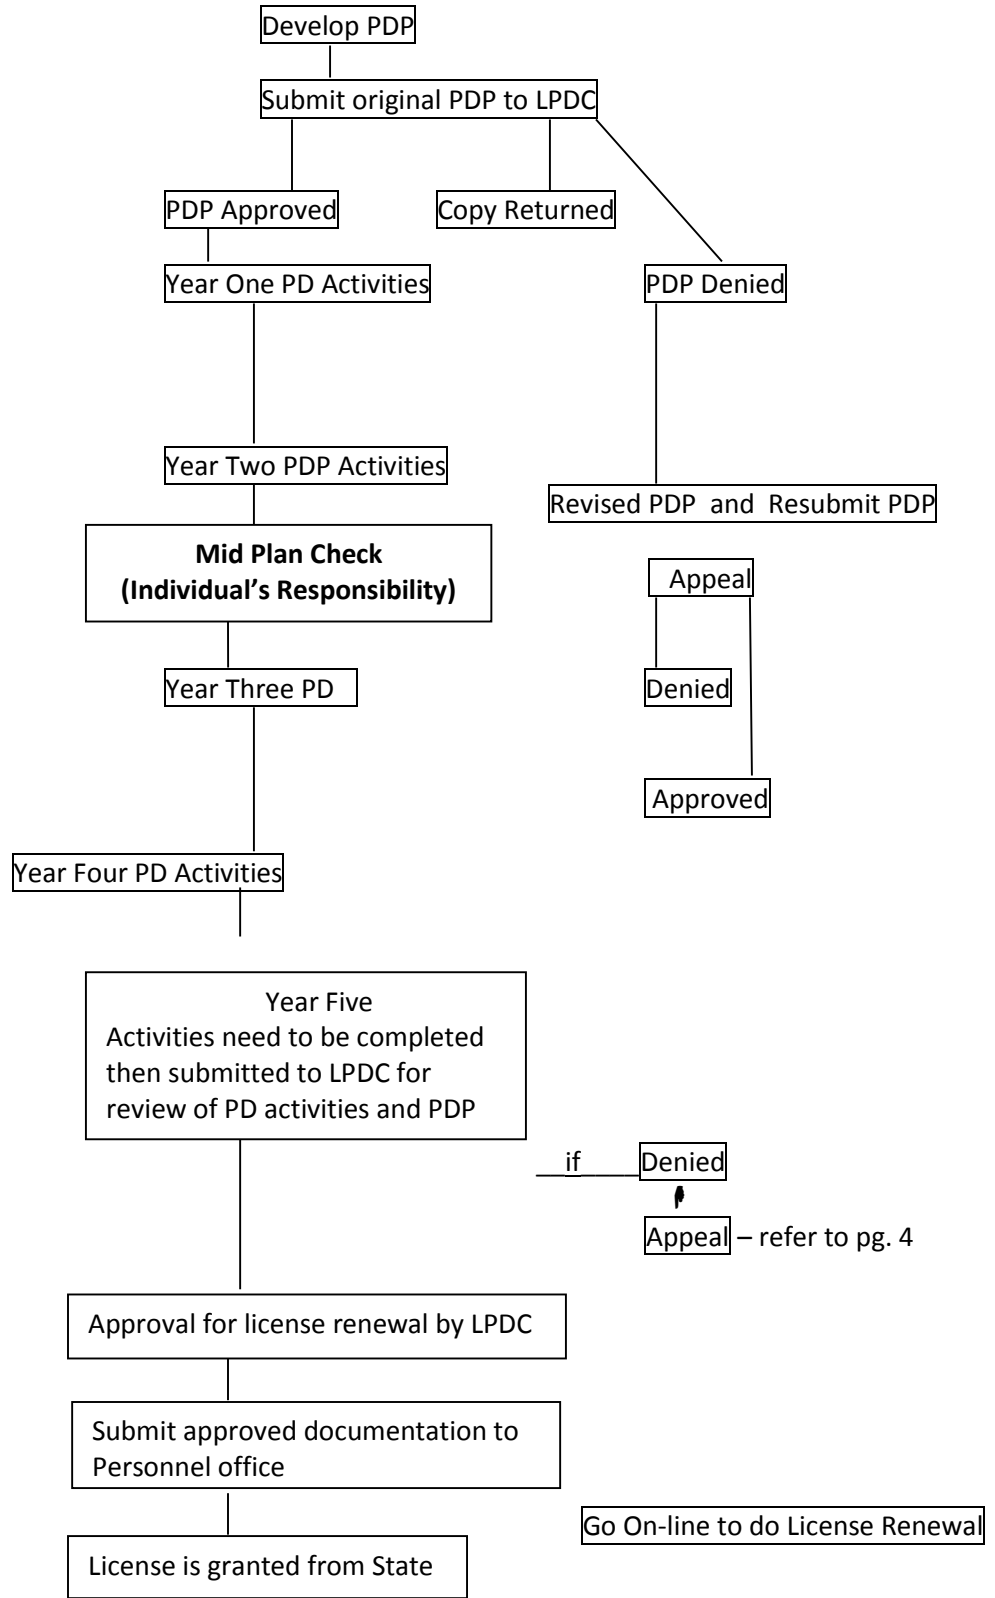 Develop PDP
Submit original PDP to LPDC
PDP Approved
Copy Returned
Year One PD Activities
PDP Denied
Year Two PDP Activities
Revised PDP and Resubmit PDP
Mid Plan Check
(Individual’s Responsibility)
Appeal
Year Three PD
Denied
Approved
Year Four PD Activities
Year Five
Activities need to be completed
then submitted to LPDC for
review of PD activities and PDP
if Denied
Appeal – refer to pg. 4
Approval for license renewal by LPDC
Submit approved documentation to
Personnel office
Go On-line to do License Renewal
License is granted from State